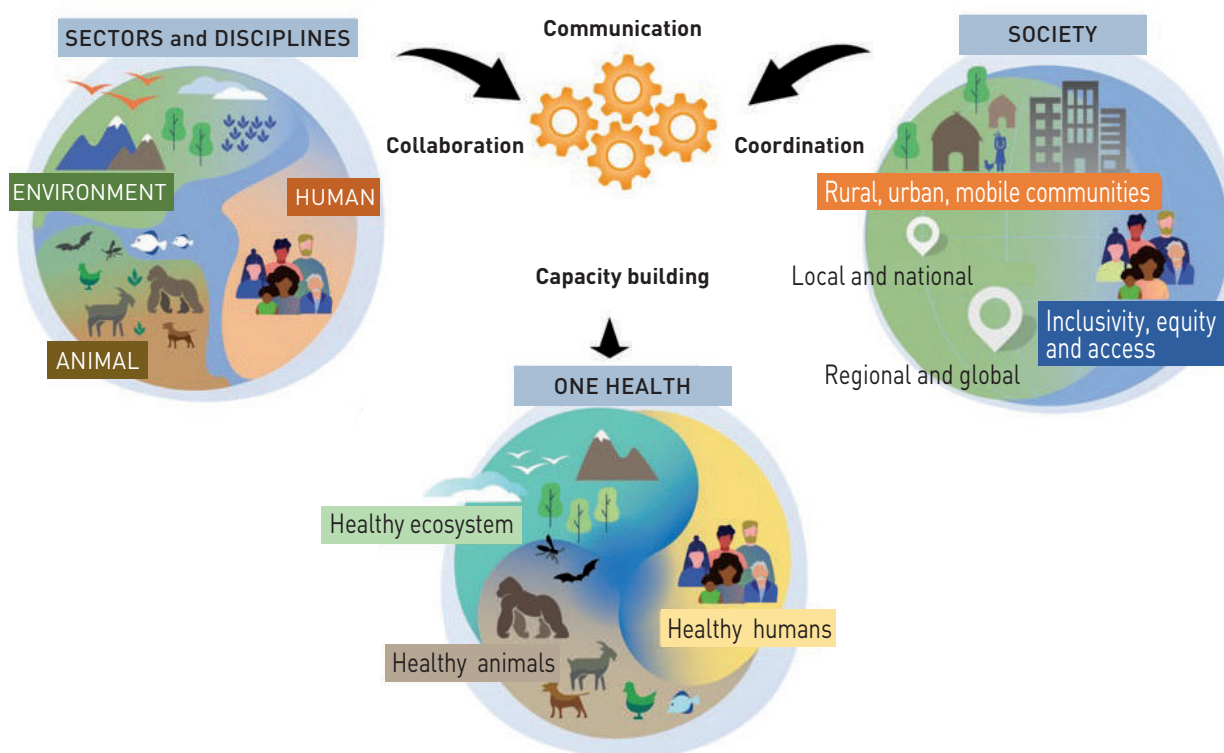 SECTORS and DISCIPLINES
Communication
SOCIETY
Collaboration
Coordination
ENVIRONMENT
HUMAN
ANIMAL
Rural, urban, mobile communities
Local and national
Inclusivity, equity
and access
Regional and global
Capacity building
ONE HEALTH
Healthy ecosystem
Healthy humans
Healthy animals